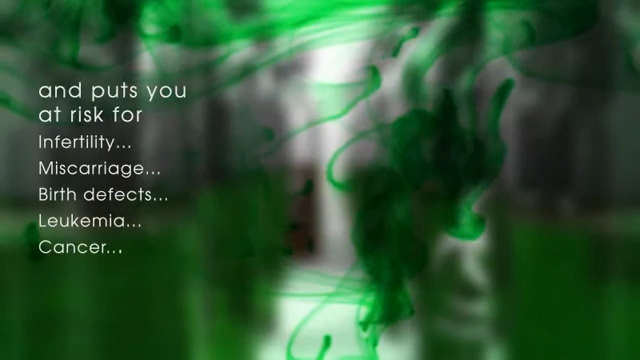 and puts you
at risk for
Infertility...
Miscarriage...
Birth defects...
Leukemia...
Cancer...